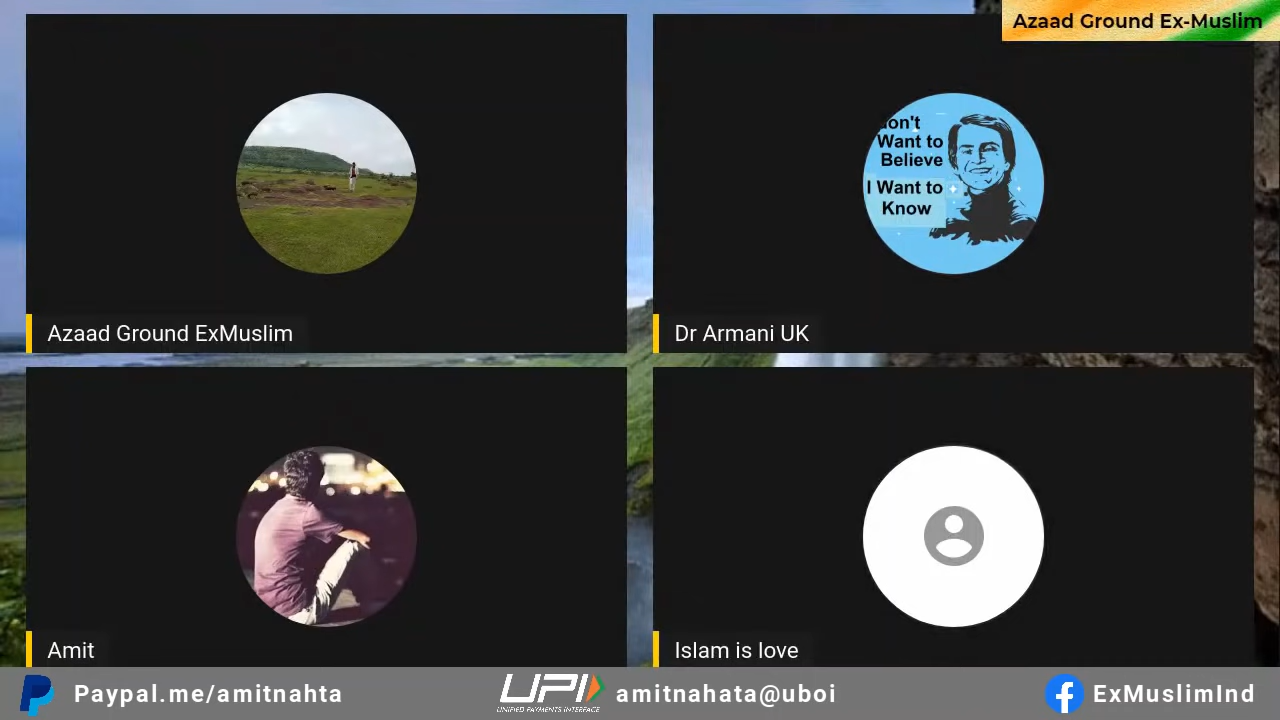 Azaad Ground Ex-Muslim
don't
Want to
Believe
I Want to
Know
Azaad Ground ExMuslim
Dr Armani UK
Amit
Islam is love
Paypal.me/amitnahta
UPI
UNIFIED PAYMENTS INTERFACE
amitnahata@uboi
ExMuslimInd